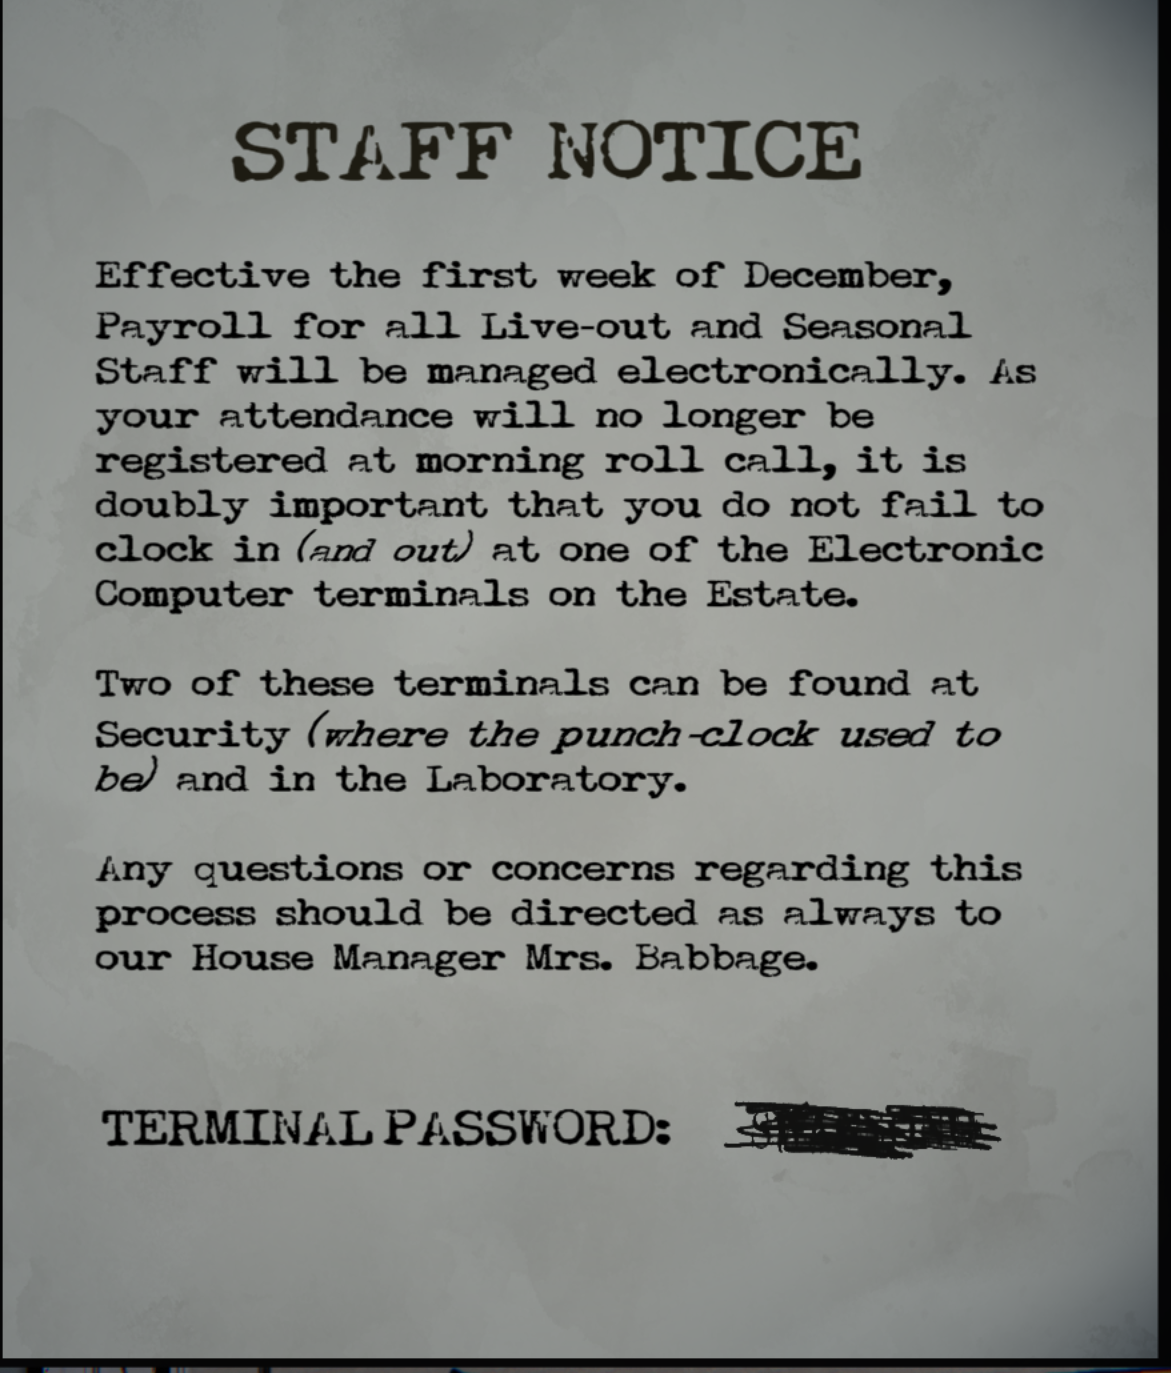 STAFF NOTICE
Effective the first week of December,
Payroll for all Live-out and Seasonal
Staff will be managed electronically. As
your attendance will no longer be
registered at morning roll call, it is
doubly important that you do not fail to
clock in (and out) at one of the Electronic
Computer terminals on the Estate.
Two of these terminals can be found at
Security (where the punch-clock used to
be) and in the Laboratory.
Any questions or concerns regarding this
process should be directed as always to
our House Manager Mrs. Babbage.
TERMINAL PASSWORD: